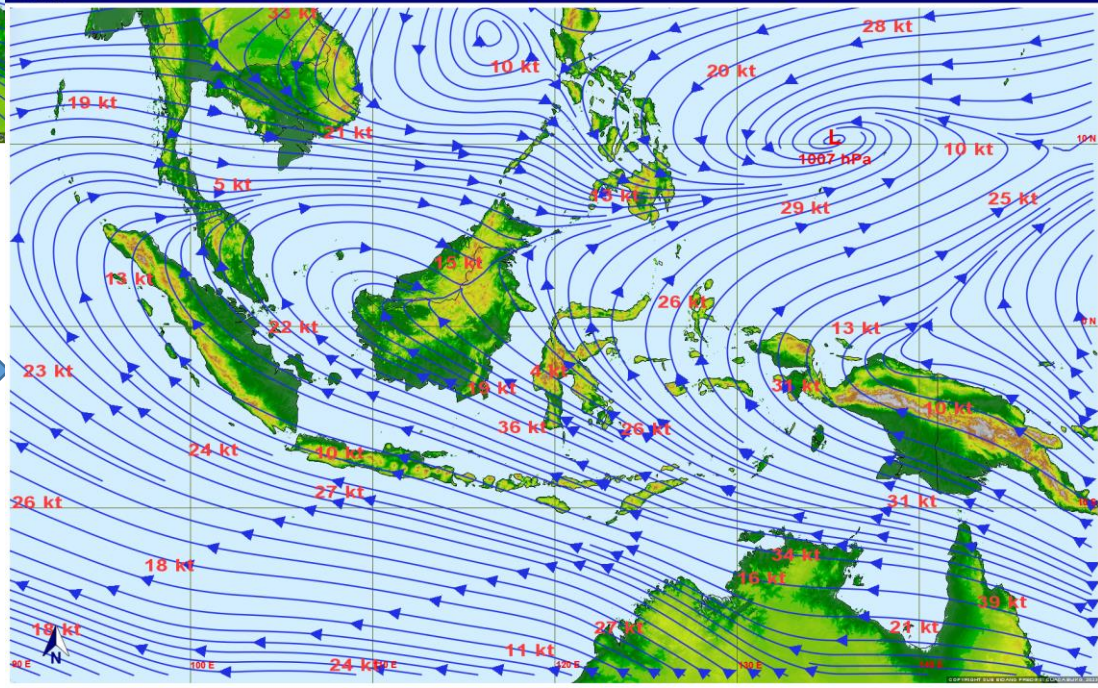 33 kt
28 kt
10 kt
20 kt
19 kt
21 kt
10 N
L
10 kt
1007 hPa
5 kt
25 kt
29 kt
13 kt
26 kt
22 kt
0 N
13 kt
23 kt
4 kt
19 kt
31 kt
10 kt
36 kt
26 kt
24 kt
10 kt
27 kt
26 kt
31 kt
34 kt
18 kt
16 kt
39 kt
18 kt
27 kt
21 kt
11 kt
24 kt
N
90 E
100 E
120 E
130 E